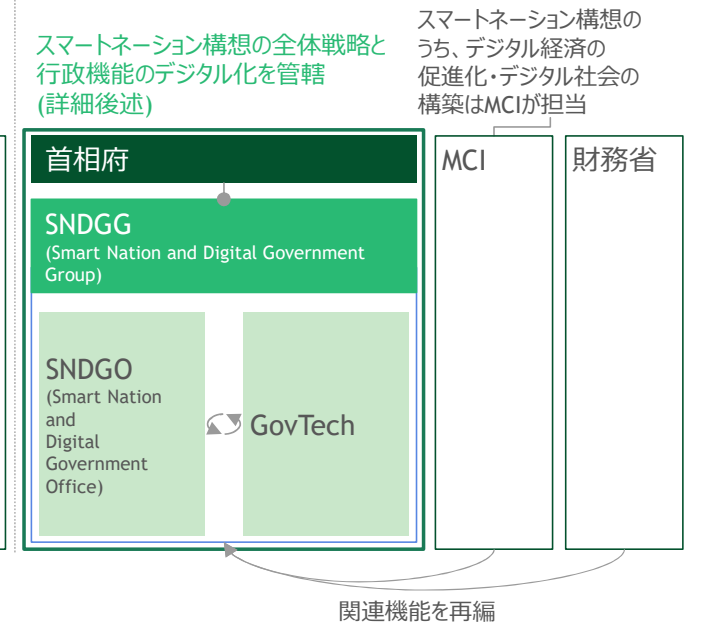 スマートネーション構想の全体戦略と
行政機能のデジタル化を管轄
(詳細後述)
スマートネーション構想の
うち、デジタル経済の
促進化・デジタル社会の
構築はMCIが担当
首相府
MCI
財務省
SNDGG
(Smart Nation and Digital Government
Group)
SNDGO
(Smart Nation
and
Digital
Government
Office)
GovTech
関連機能を再編